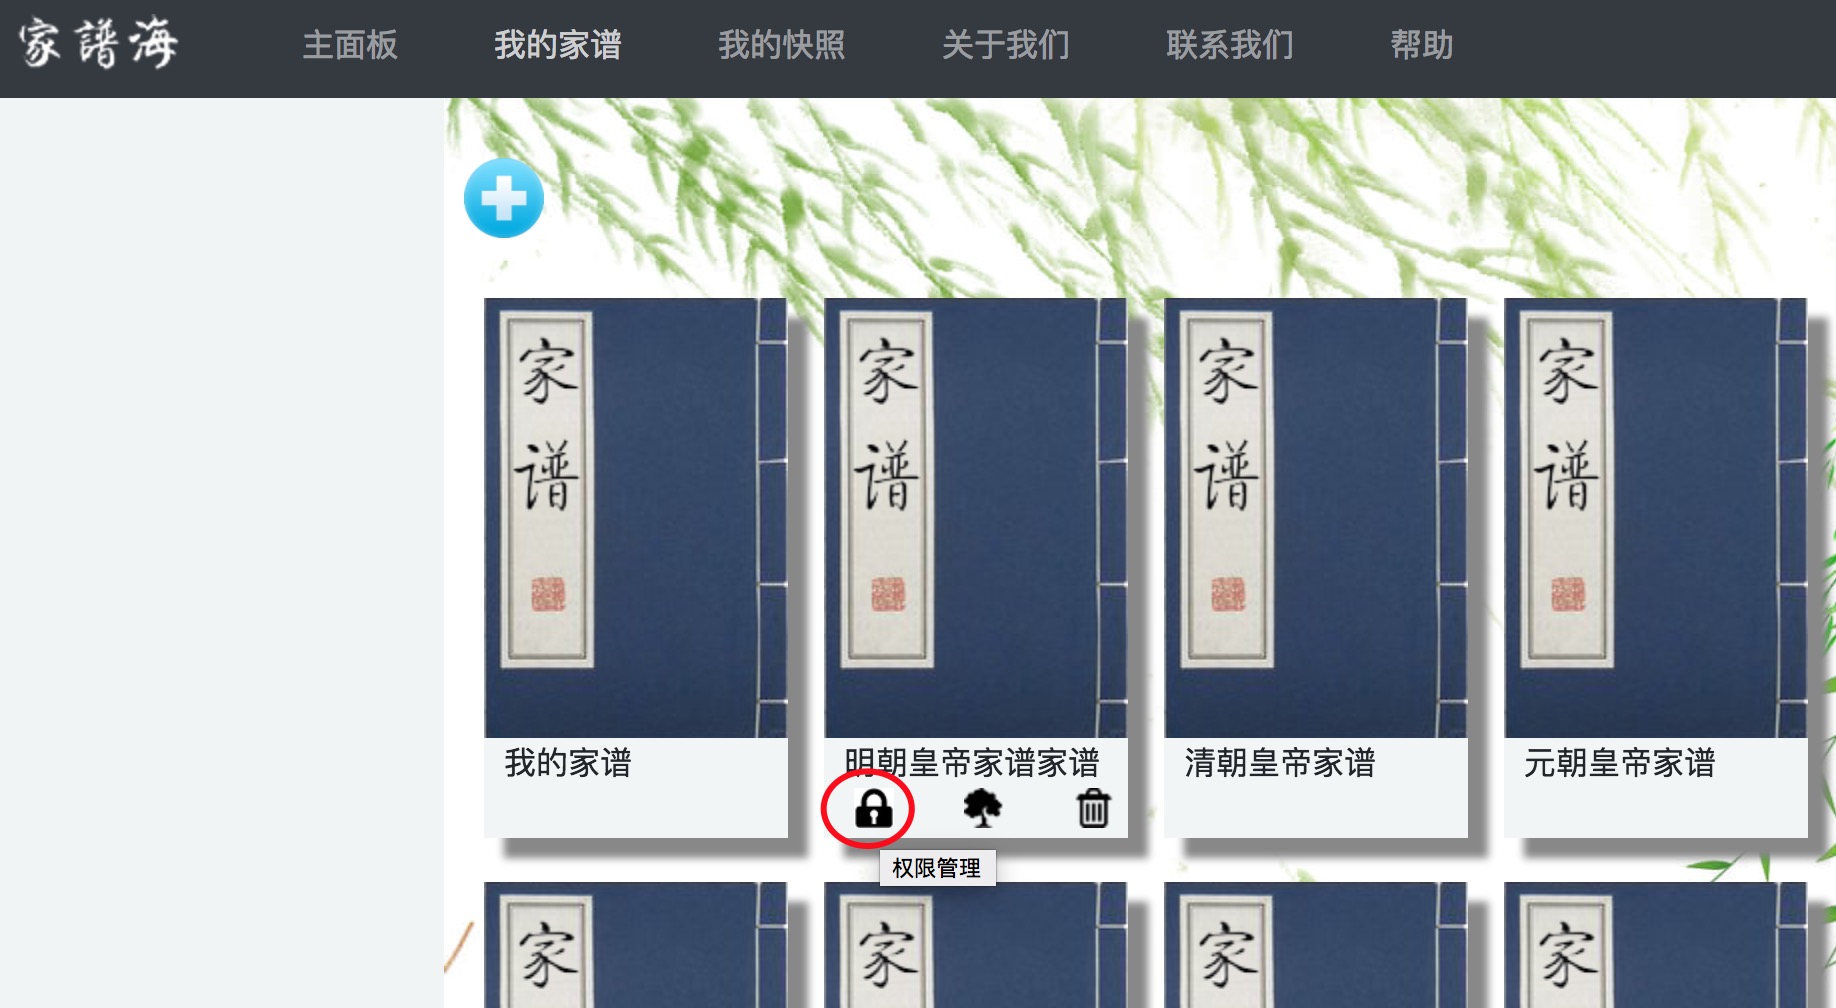 家譜海 主面板 我的家谱 我的快照 关于我们 联系我们 帮助
家谱 家谱 家谱 家谱
我的家谱 明朝皇帝家谱家谱 清朝皇帝家谱 元朝皇帝家谱
权限管理
家 家 家 家